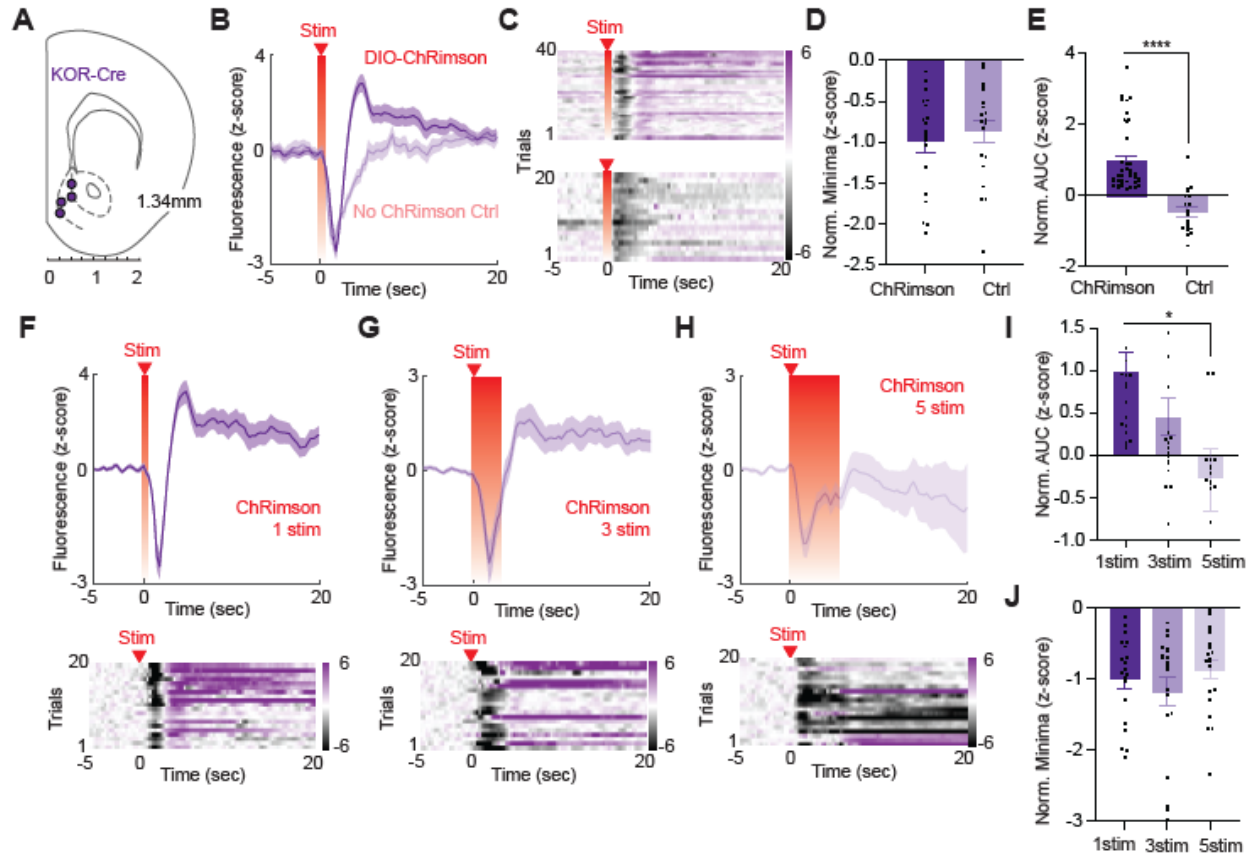 A
KOR-Cre
1.34mm
0 1 2
B
Stim
DIO-ChRimson
No ChRimson Ctrl
Fluorescence (z-score)
4
0
-3
-5 0 20
Time (sec)
C
Stim
40
1
20
1
Trials
6
-6
-5 0 20
Time (sec)
D
Norm. Minima (z-score)
0.0
-0.5
-1.0
-1.5
-2.0
-2.5
ChRimson Ctrl
E
****
Norm. AUC (z-score)
4
2
0
-2
ChRimson Ctrl
F
Stim
Fluorescence (z-score)
4
0
-3
ChRimson
1 stim
-5 0 20
Time (sec)
Stim
20
Trials
1
6
-6
-5 0 20
Time (sec)
G
Stim
Fluorescence (z-score)
3
0
-3
ChRimson
3 stim
-5 0 20
Time (sec)
20
Stim
Trials
1
6
-6
-5 0 20
Time (sec)
H
Stim
ChRimson
5 stim
Fluorescence (z-score)
3
0
-3
-5 0 20
Time (sec)
Stim
20
Trials
1
6
-6
-5 0 20
Time (sec)
I
*
Norm. AUC (z-score)
1.5
1.0
0.5
0.0
-0.5
-1.0
1stim 3stim 5stim
J
Norm. Minima (z-score)
0
-1
-2
-3
1stim 3stim 5stim